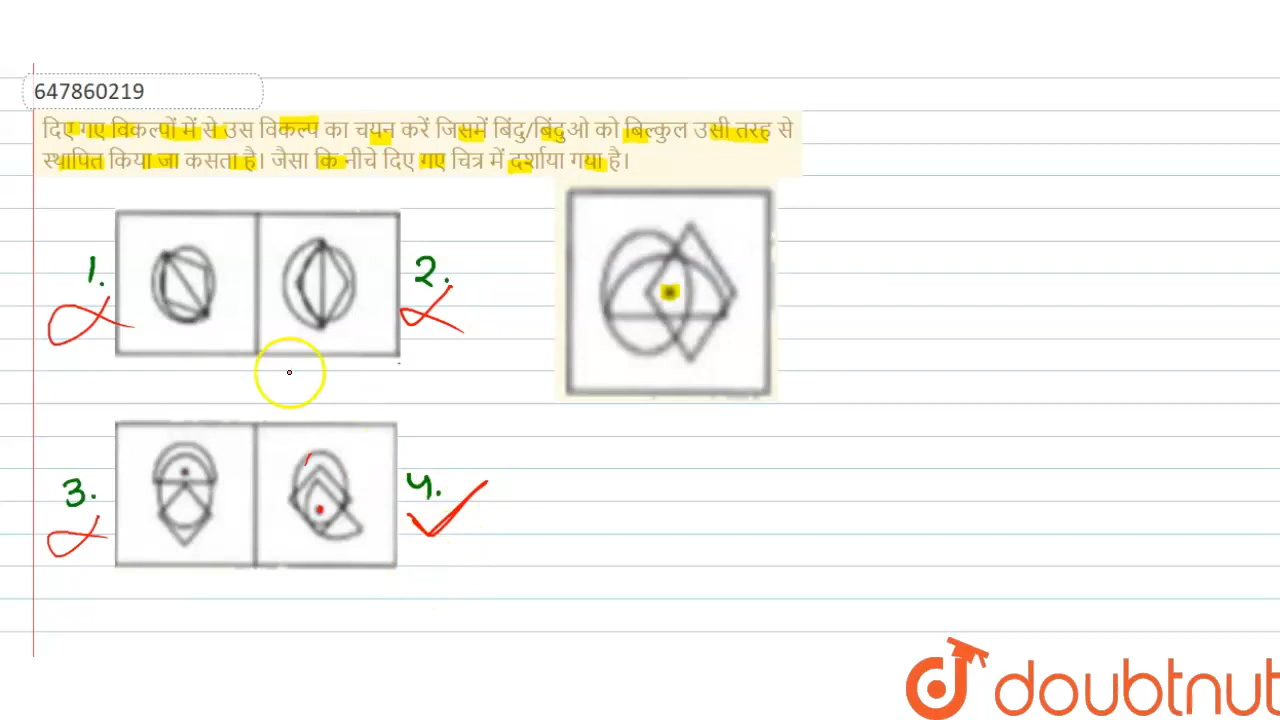 647860219
दिए गए विकल्पों में से उस विकल्प का चयन करें जिसमें बिंदु/बिंदुओ को बिल्कुल उसी तरह से
स्थापित किया जा कसता है। जैसा कि नीचे दिए गए चित्र में दर्शाया गया है।
1. 2.
3. 4.
doubtnut